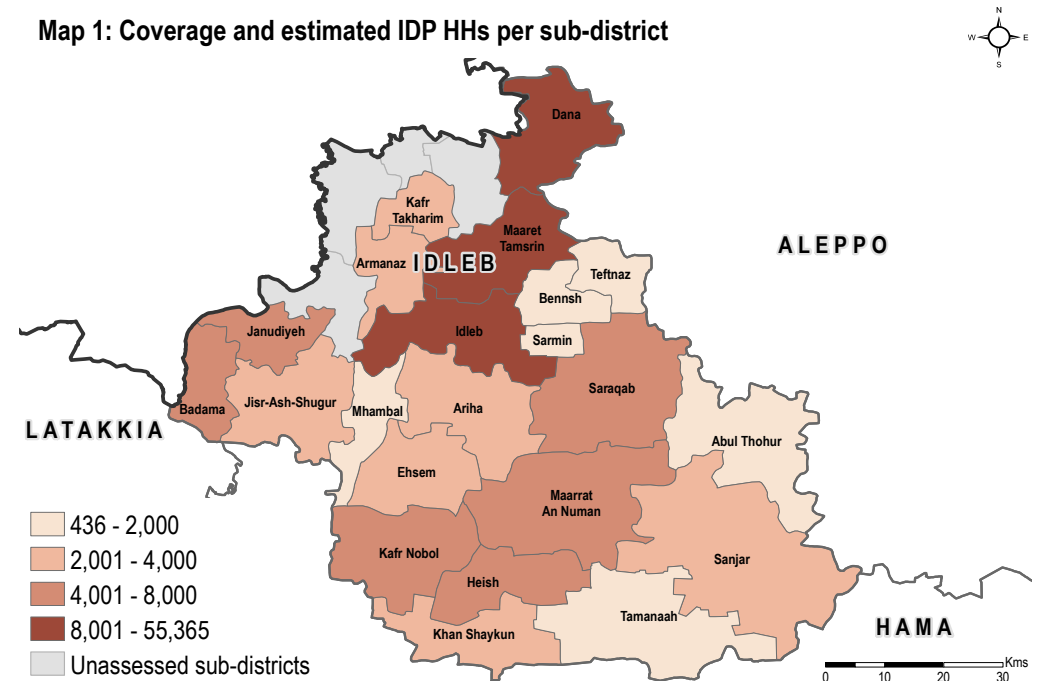 Map 1: Coverage and estimated IDP HHs per sub-district
N
W
E
S
Dana
Kafr
Takharim
Maaret
Tamsrin
ALEPPO
Armanaz
IDLEB
Teftnaz
Bennsh
Janudiyeh
Idleb
Sarmin
Saraqab
Badama
Jisr-Ash-Shugur
Mhambal
Ariha
LATAKKIA
Abul Thohur
Ehsem
Maarrat
An Numan
436 - 2,000
2,001 - 4,000
4,001 - 8,000
8,001 - 55,365
Unassessed sub-districts
Kafr Nobol
Sanjar
Heish
Tamanaah
Khan Shaykun
HAMA
Kms
0 10 20 30